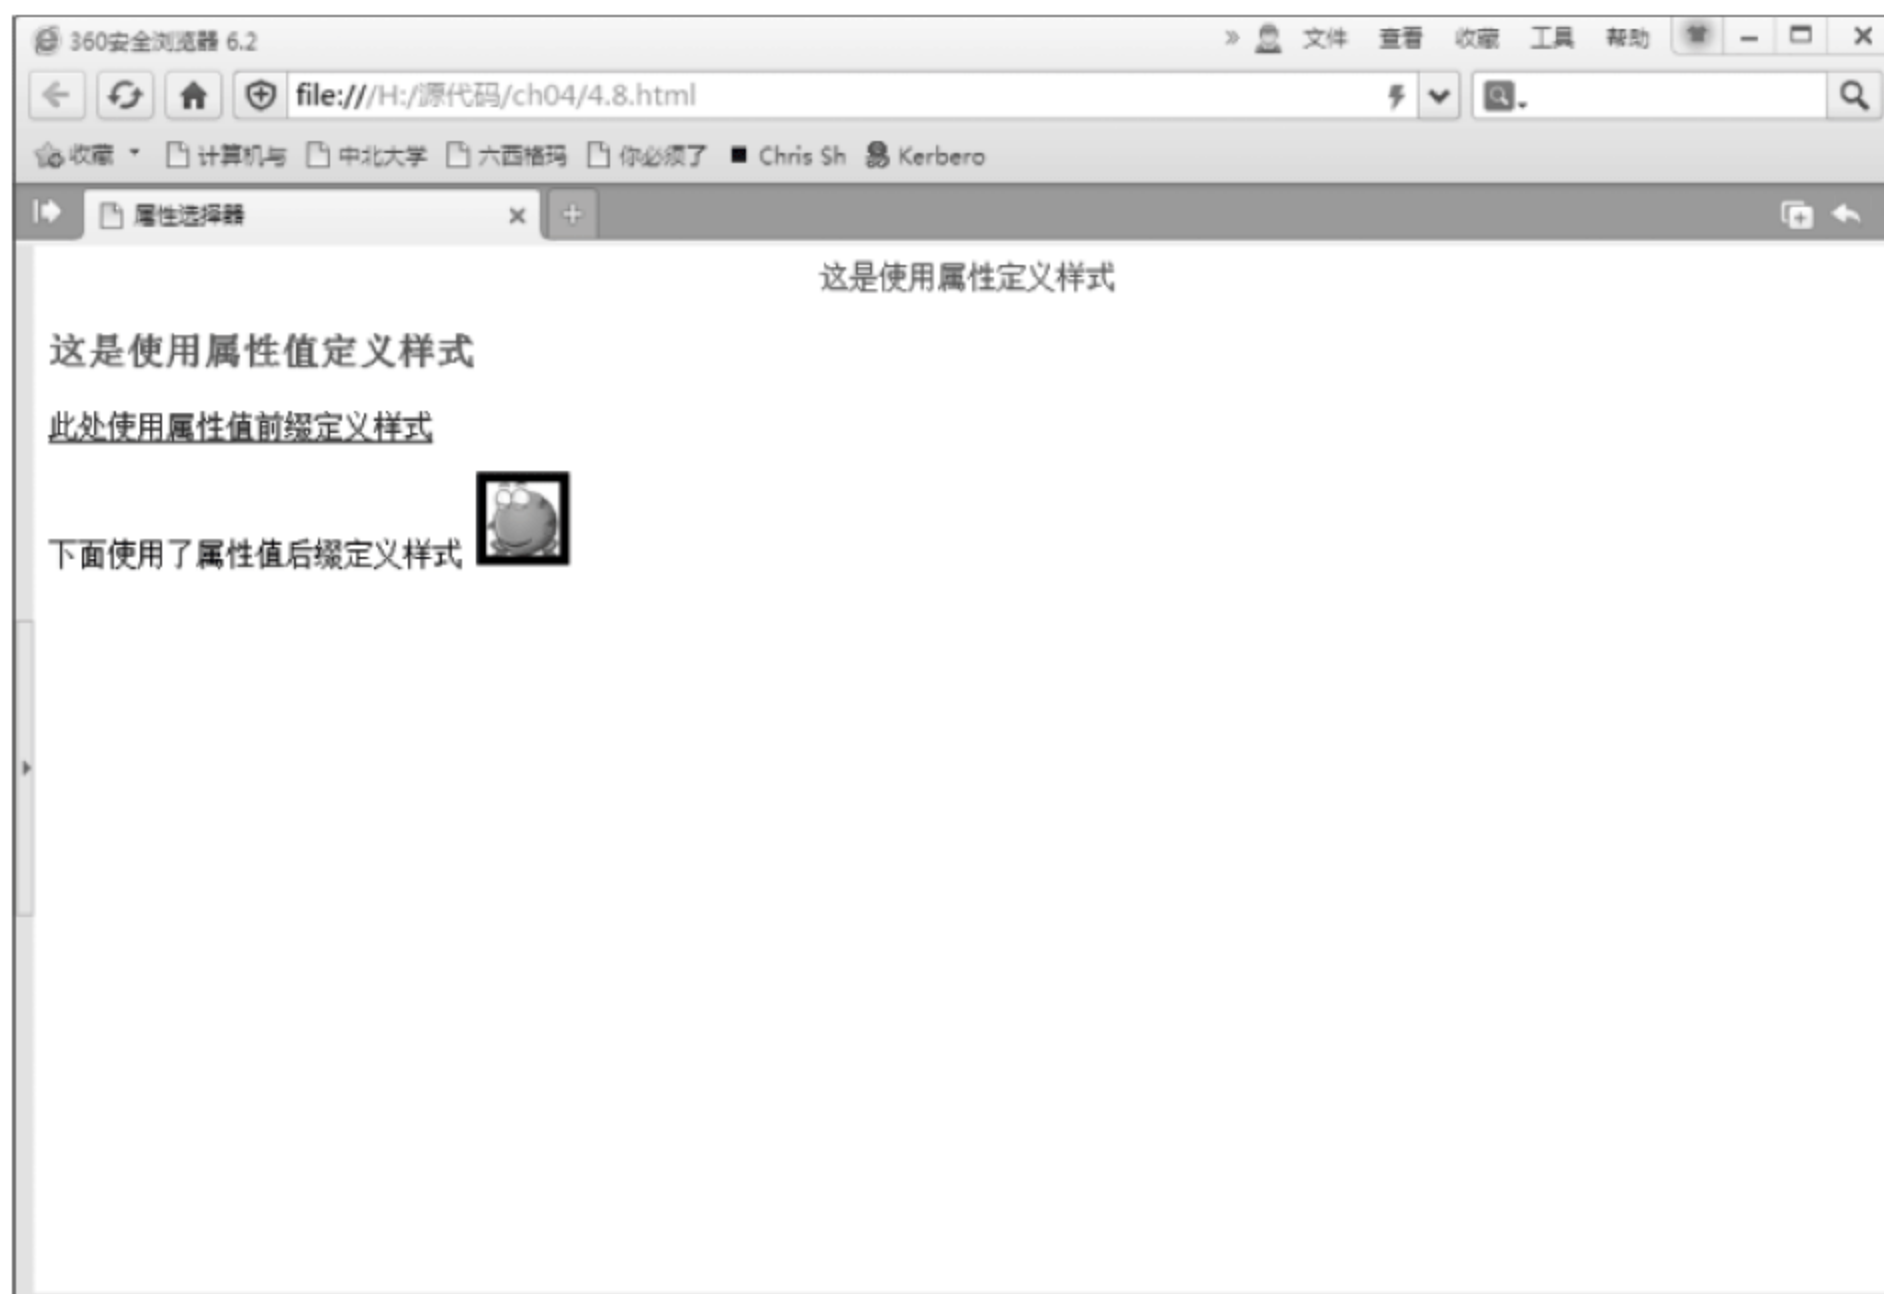 360安全浏览器 6.2 » 文件 查看 收藏 工具 帮助
file:///H:/源代码/ch04/4.8.html
收藏 计算机与 中北大学 六西格玛 你必须了 Chris Sh Kerbero
属性选择器
这是使用属性定义样式
这是使用属性值定义样式
此处使用属性值前缀定义样式
下面使用了属性值后缀定义样式